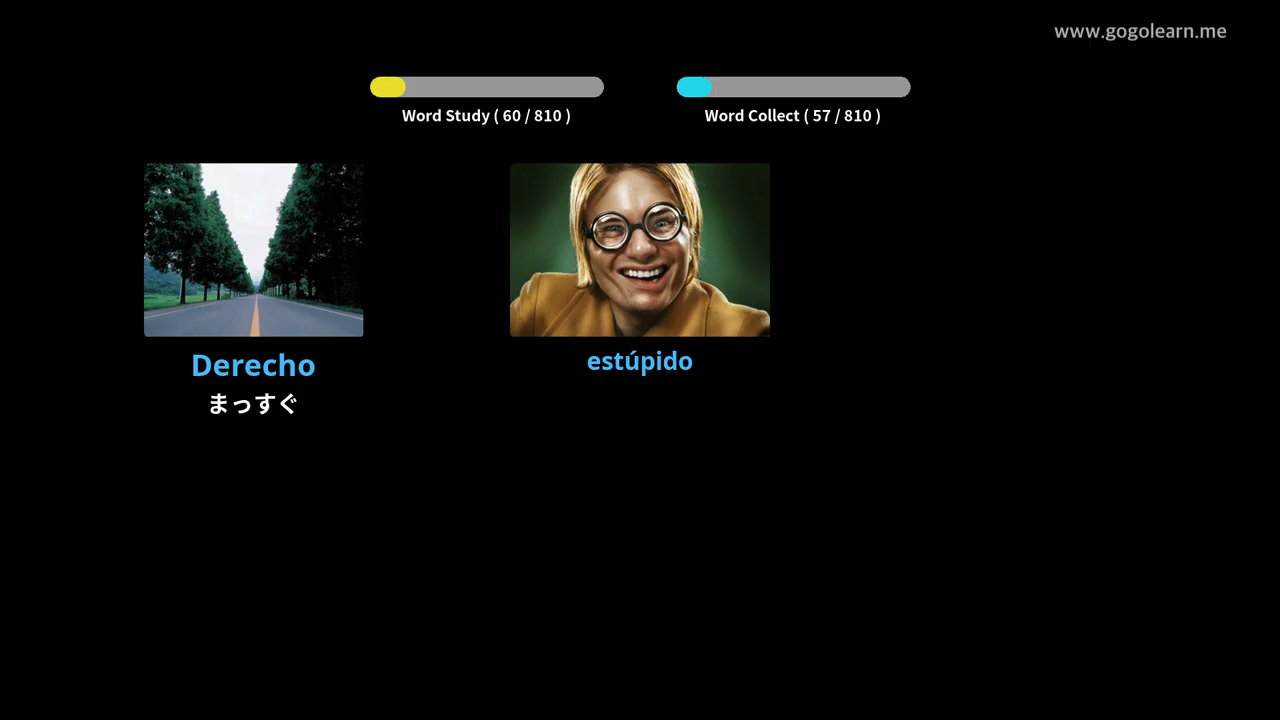 www.gogolearn.me
Word Study ( 60 / 810 )
Word Collect ( 57 / 810 )
Derecho
まっすぐ
estúpido